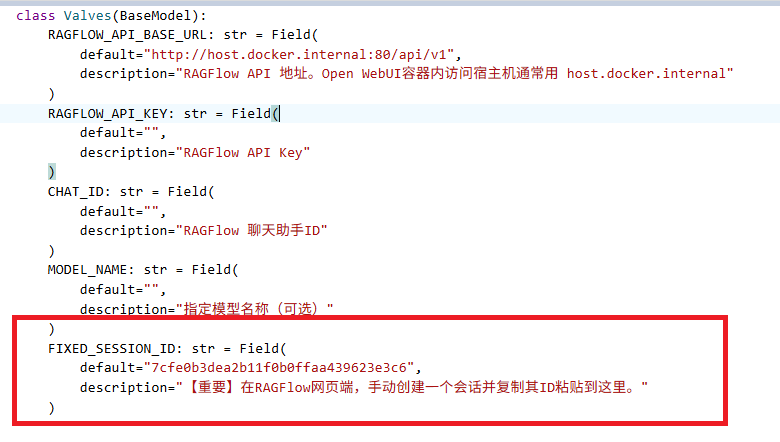 class Valves(BaseModel):
    RAGFLOW_API_BASE_URL: str = Field(
        default="http://host.docker.internal:80/api/v1",
        description="RAGFlow API 地址。Open WebUI容器内访问宿主机通常用 host.docker.internal"
    )
    RAGFLOW_API_KEY: str = Field(
        default="",
        description="RAGFlow API Key"
    )
    CHAT_ID: str = Field(
        default="",
        description="RAGFlow 聊天助手ID"
    )
    MODEL_NAME: str = Field(
        default="",
        description="指定模型名称（可选）"
    )
    FIXED_SESSION_ID: str = Field(
        default="7cfe0b3dea2b11f0b0ffaa439623e3c6",
        description="【重要】在RAGFlow网页端，手动创建一个会话并复制其ID粘贴到这里。"
    )